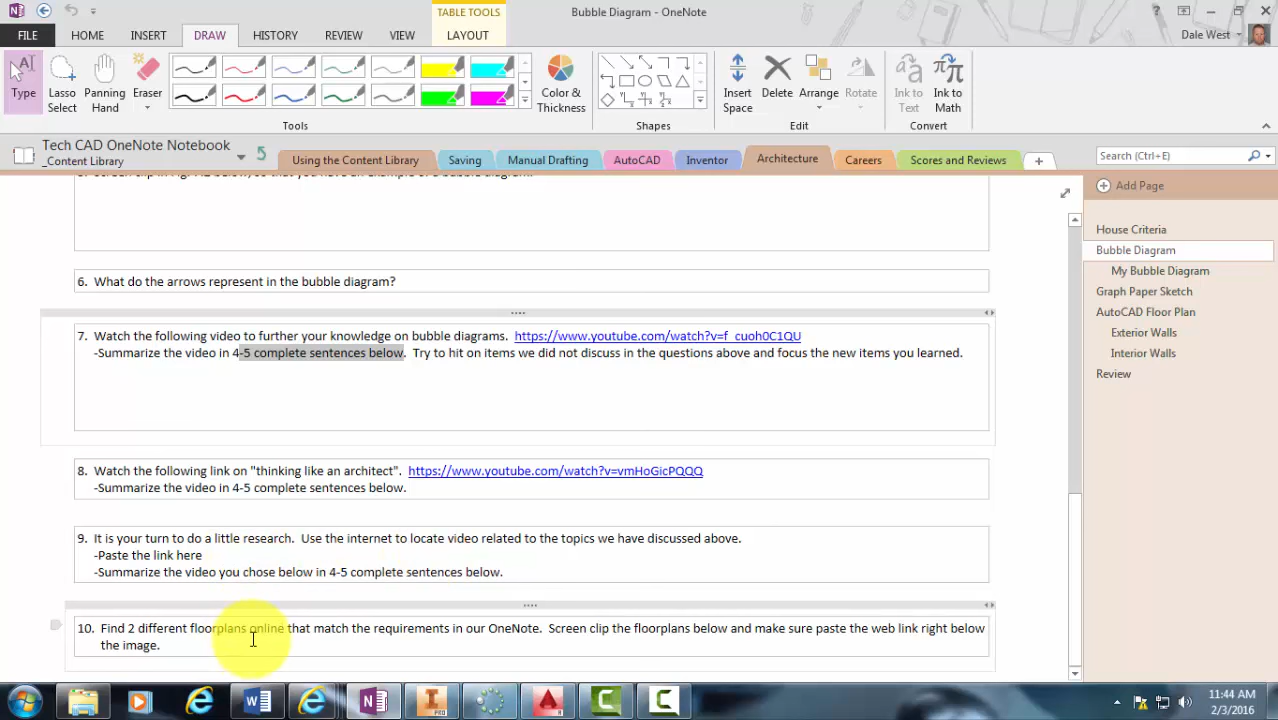 TABLE TOOLS
Bubble Diagram - OneNote
FILE HOME INSERT DRAW HISTORY REVIEW VIEW LAYOUT
Dale West
Type
Lasso Select
Panning Hand
Eraser
Color & Thickness
Insert Space
Delete
Arrange
Rotate
Ink to Text
Ink to Math
Tools
Shapes
Edit
Convert
Tech CAD OneNote Notebook
_Content Library
Using the Content Library Saving Manual Drafting AutoCAD Inventor Architecture Careers Scores and Reviews
Search (Ctrl+E)
Add Page
House Criteria
Bubble Diagram
My Bubble Diagram
Graph Paper Sketch
AutoCAD Floor Plan
Exterior Walls
Interior Walls
Review
6. What do the arrows represent in the bubble diagram?
7. Watch the following video to further your knowledge on bubble diagrams. https://www.youtube.com/watch?v=f_cuoh0C1QU
-Summarize the video in 4-5 complete sentences below. Try to hit on items we did not discuss in the questions above and focus the new items you learned.
8. Watch the following link on "thinking like an architect". https://www.youtube.com/watch?v=vmHoGicPQQQ
-Summarize the video in 4-5 complete sentences below.
9. It is your turn to do a little research. Use the internet to locate video related to the topics we have discussed above.
-Paste the link here
-Summarize the video you chose below in 4-5 complete sentences below.
10. Find 2 different floorplans online that match the requirements in our OneNote. Screen clip the floorplans below and make sure paste the web link right below
the image.
11:44 AM
2/3/2016